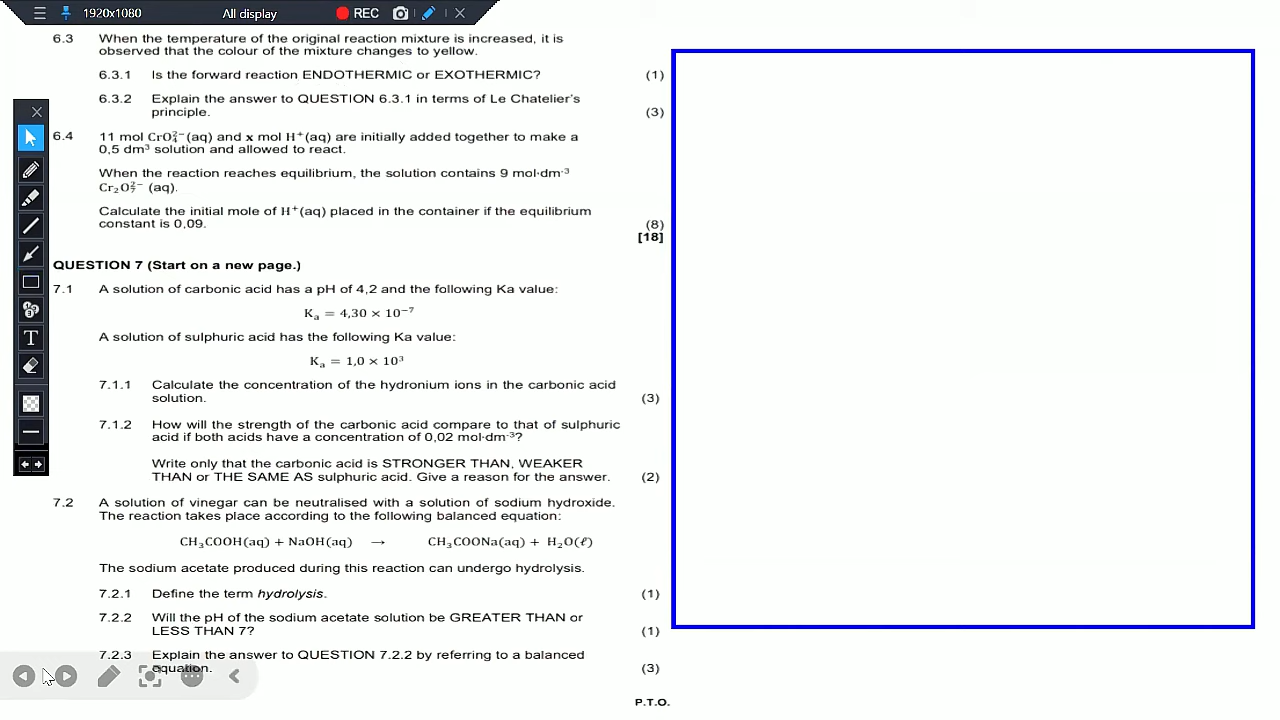 1920x1080 All display REC
6.3 When the temperature of the original reaction mixture is increased, it is
observed that the colour of the mixture changes to yellow.
6.3.1 Is the forward reaction ENDOTHERMIC or EXOTHERMIC? (1)
6.3.2 Explain the answer to QUESTION 6.3.1 in terms of Le Chatelier's
principle. (3)
6.4 11 mol CrO₄²⁻(aq) and x mol H⁺(aq) are initially added together to make a
0,5 dm³ solution and allowed to react.
When the reaction reaches equilibrium, the solution contains 9 mol·dm⁻³
Cr₂O₇²⁻ (aq).
Calculate the initial mole of H⁺(aq) placed in the container if the equilibrium
constant is 0,09. (8)
[18]
QUESTION 7 (Start on a new page.)
7.1 A solution of carbonic acid has a pH of 4,2 and the following Ka value:
Kₐ = 4,30 × 10⁻⁷
A solution of sulphuric acid has the following Ka value:
Kₐ = 1,0 × 10³
7.1.1 Calculate the concentration of the hydronium ions in the carbonic acid
solution. (3)
7.1.2 How will the strength of the carbonic acid compare to that of sulphuric
acid if both acids have a concentration of 0,02 mol·dm⁻³?
Write only that the carbonic acid is STRONGER THAN, WEAKER
THAN or THE SAME AS sulphuric acid. Give a reason for the answer. (2)
7.2 A solution of vinegar can be neutralised with a solution of sodium hydroxide.
The reaction takes place according to the following balanced equation:
CH₃COOH(aq) + NaOH(aq) → CH₃COONa(aq) + H₂O(ℓ)
The sodium acetate produced during this reaction can undergo hydrolysis.
7.2.1 Define the term hydrolysis. (1)
7.2.2 Will the pH of the sodium acetate solution be GREATER THAN or
LESS THAN 7? (1)
7.2.3 Explain the answer to QUESTION 7.2.2 by referring to a balanced
equation. (3)
P.T.O.